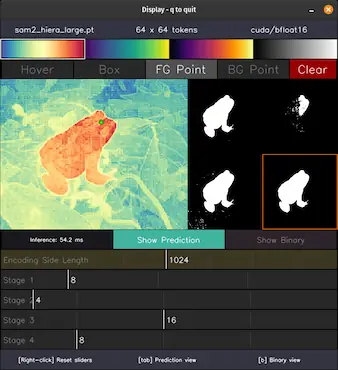 Display - q to quit
sam2_hiera_large.pt 64 x 64 tokens cuda/bfloat16
Hover Box FG Point BG Point Clear
Inference: 54.2 ms Show Prediction Show Binary
Encoding Side Length 1024
Stage 1 8
Stage 2 4
Stage 3 16
Stage 4 8
[Right-click] Reset sliders [tab] Prediction view [b] Binary view